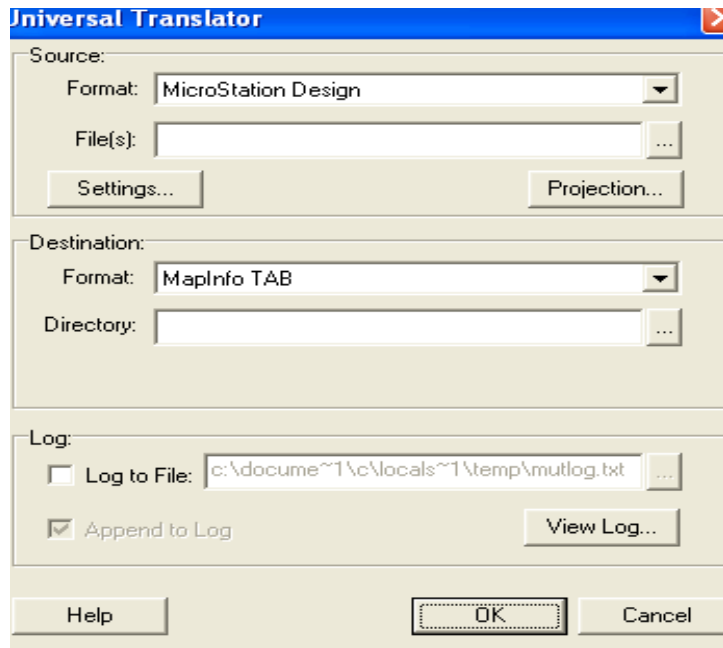 Universal Translator
Source:
Format: MicroStation Design
File(s): ...
Settings... Projection...
Destination:
Format: MapInfo TAB
Directory: ...
Log:
Log to File: c:\docume~1\c\locals~1\temp\mutlog.txt ...
Append to Log View Log...
Help OK Cancel